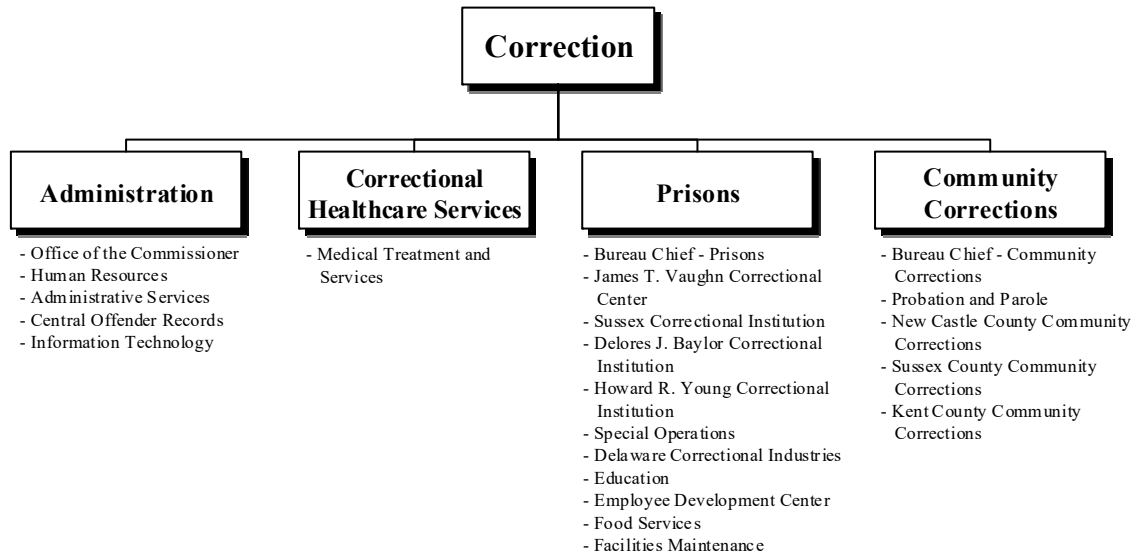 Correction
Administration
- Office of the Commissioner
- Human Resources
- Administrative Services
- Central Offender Records
- Information Technology
Correctional
Healthcare Services
- Medical Treatment and
Services
Prisons
- Bureau Chief - Prisons
- James T. Vaughn Correctional
Center
- Sussex Correctional Institution
- Delores J. Baylor Correctional
Institution
- Howard R. Young Correctional
Institution
- Special Operations
- Delaware Correctional Industries
- Education
- Employee Development Center
- Food Services
- Facilities Maintenance
Community
Corrections
- Bureau Chief - Community
Corrections
- Probation and Parole
- New Castle County Community
Corrections
- Sussex County Community
Corrections
- Kent County Community
Corrections